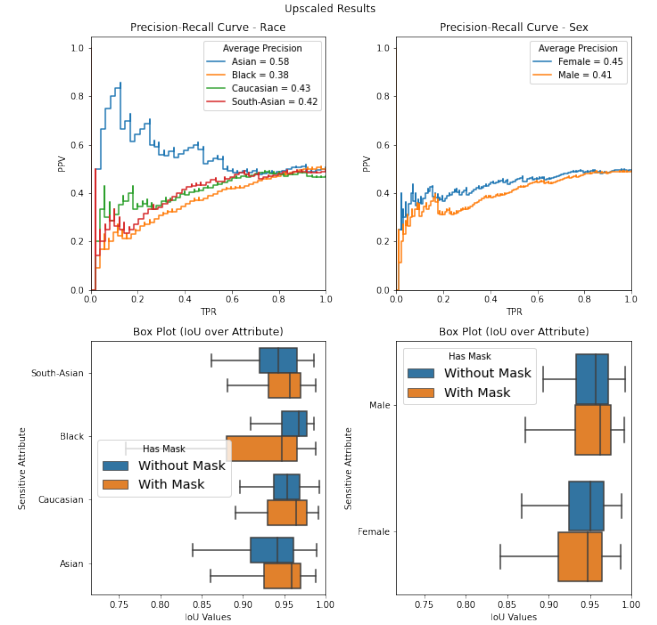 Upscaled Results
Precision-Recall Curve - Race
PPV
1.0
0.8
0.6
0.4
0.2
0.0
0.0 0.2 0.4 0.6 0.8 1.0
TPR
Average Precision
Asian = 0.58
Black = 0.38
Caucasian = 0.43
South-Asian = 0.42
Precision-Recall Curve - Sex
PPV
1.0
0.8
0.6
0.4
0.2
0.0
0.0 0.2 0.4 0.6 0.8 1.0
TPR
Average Precision
Female = 0.45
Male = 0.41
Box Plot (IoU over Attribute)
Sensitive Attribute
South-Asian
Black
Caucasian
Asian
Has Mask
Without Mask
With Mask
0.75 0.80 0.85 0.90 0.95 1.00
IoU Values
Box Plot (IoU over Attribute)
Sensitive Attribute
Male
Female
Has Mask
Without Mask
With Mask
0.75 0.80 0.85 0.90 0.95 1.00
IoU Values